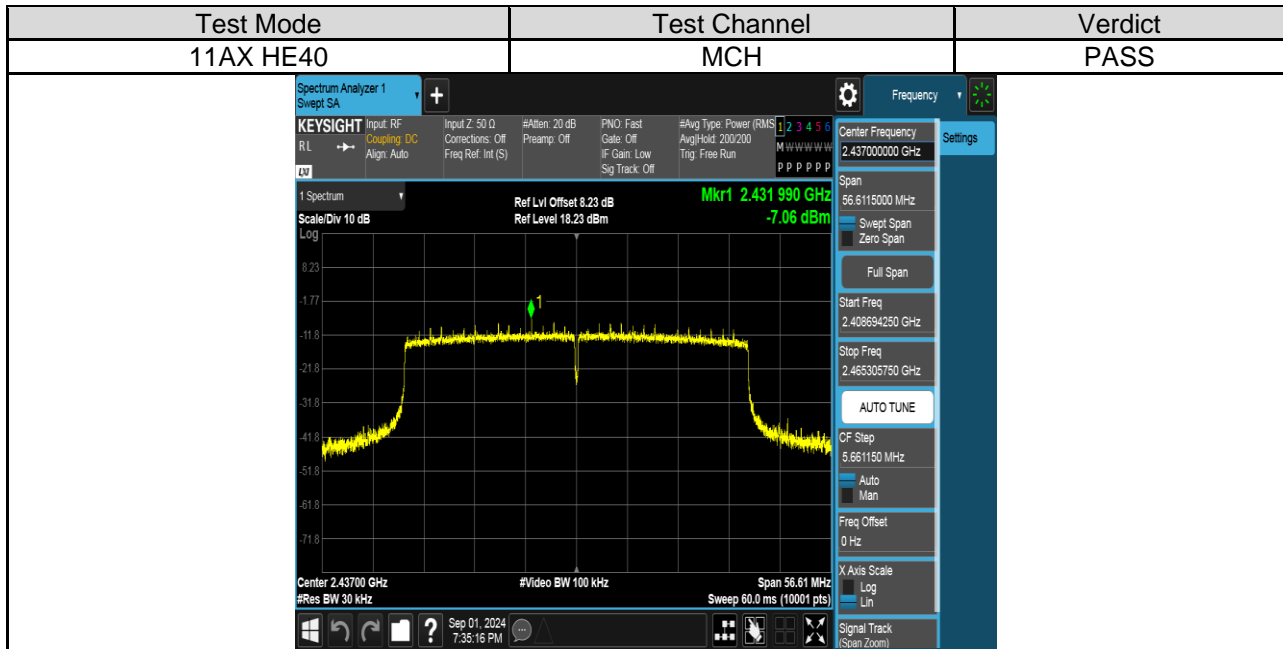 Test Mode Test Channel Verdict
11AX HE40 MCH PASS
Spectrum Analyzer 1
Swept SA
Frequency
KEYSIGHT Input: RF Input Z: 50 Ω #Atten: 20 dB PNO: Fast #Avg Type: Power (RMS 1 2 3 4 5 6
RL Coupling: DC Corrections: Off Preamp: Off Gate: Off Avg|Hold: 200/200 M W W W W W
Align: Auto Freq Ref: Int (S) IF Gain: Low Trig: Free Run
LXI Sig Track: Off P P P P P P
1 Spectrum Ref Lvl Offset 8.23 dB Mkr1 2.431 990 GHz
Scale/Div 10 dB Ref Level 18.23 dBm -7.06 dBm
Log
8.23
-1.77
1
-11.8
-21.8
-31.8
-41.8
-51.8
-61.8
-71.8
Center 2.43700 GHz #Video BW 100 kHz Span 56.61 MHz
#Res BW 30 kHz Sweep 60.0 ms (10001 pts)
Sep 01, 2024
7:35:16 PM
Center Frequency
2.437000000 GHz
Settings
Span
56.6115000 MHz
Swept Span
Zero Span
Full Span
Start Freq
2.408694250 GHz
Stop Freq
2.465305750 GHz
AUTO TUNE
CF Step
5.661150 MHz
Auto
Man
Freq Offset
0 Hz
X Axis Scale
Log
Lin
Signal Track
(Span Zoom)